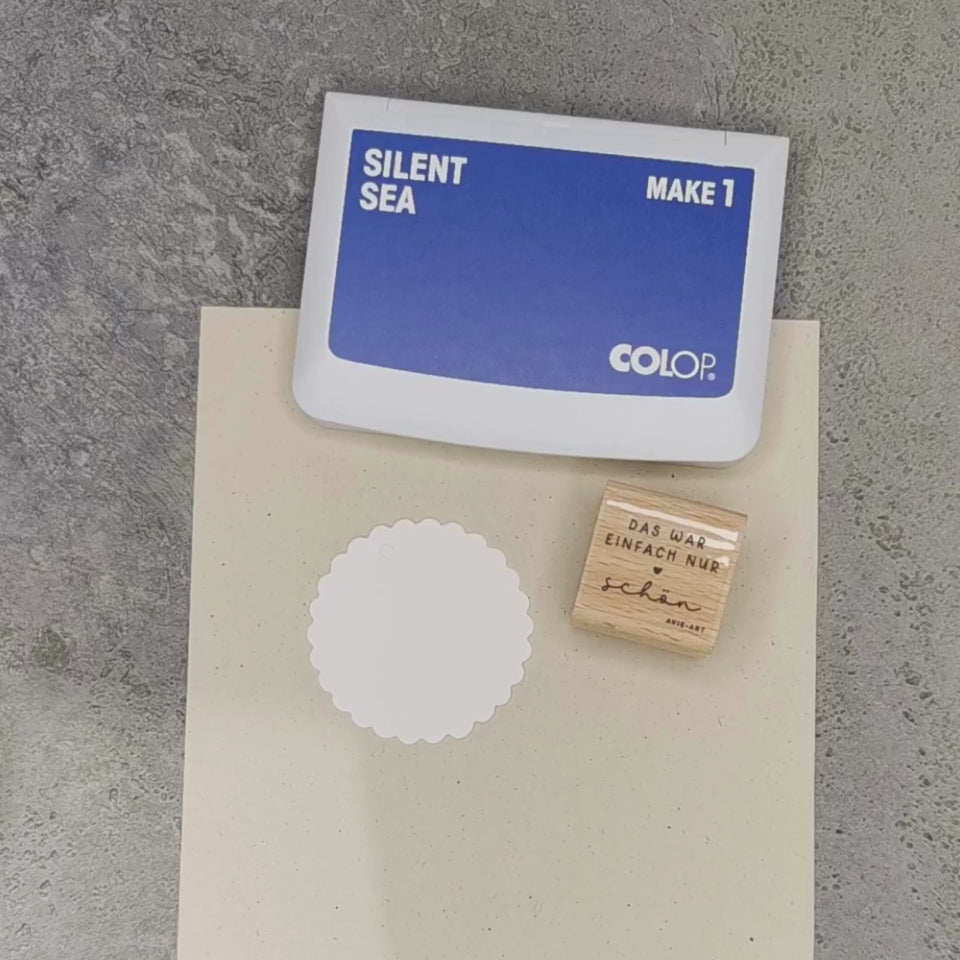 SILENT
SEA
MAKE 1
COLOP®
DAS WAR
EINFACH NUR
schön
AVIE-ART